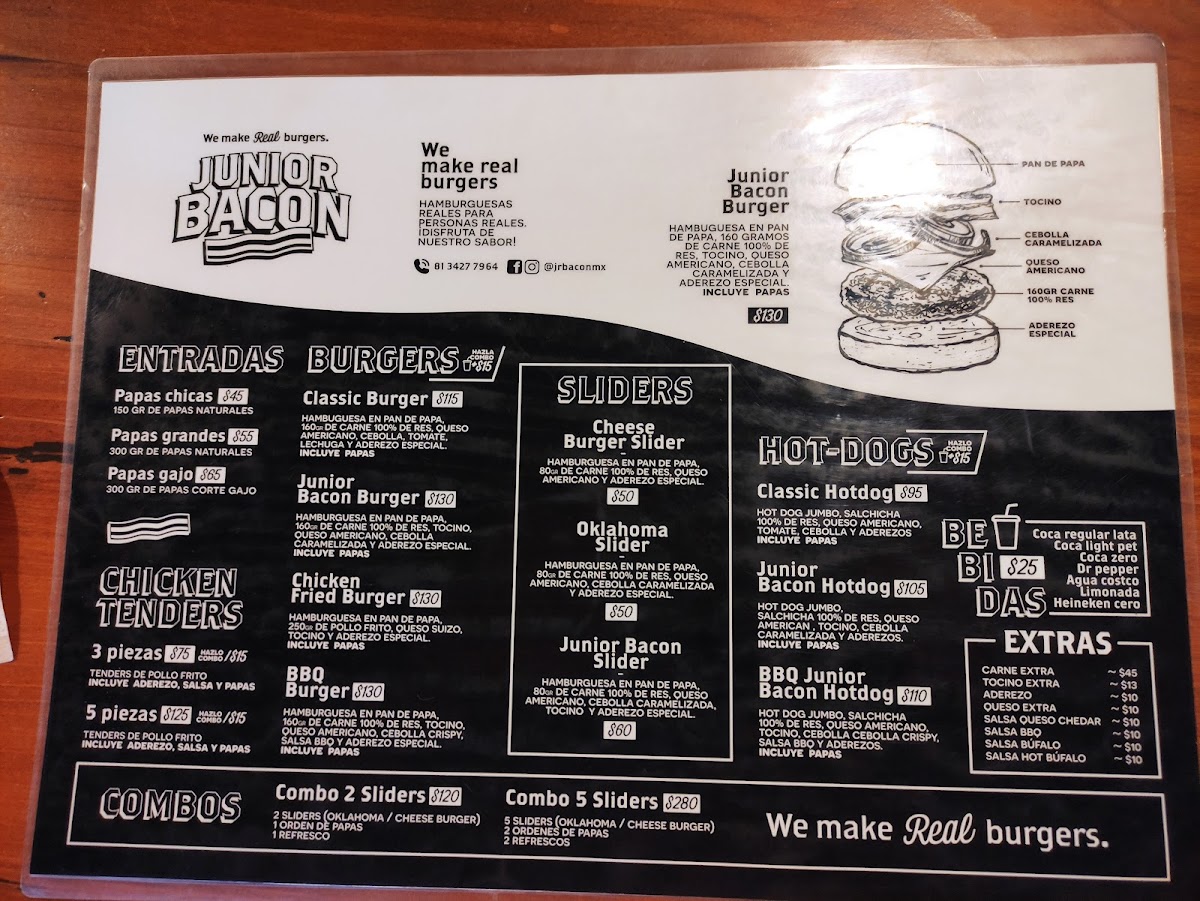 We make Real burgers.
JUNIOR
BACON
We
make real
burgers
HAMBURGUESAS
REALES PARA
PERSONAS REALES.
¡DISFRUTA DE
NUESTRO SABOR!
81 3427 7964 @jrbaconmx
Junior
Bacon
Burger
HAMBUGUESA EN PAN
DE PAPA, 160 GRAMOS
DE CARNE 100% DE
RES, TOCINO, QUESO
AMERICANO, CEBOLLA
CARAMELIZADA Y
ADEREZO ESPECIAL.
INCLUYE PAPAS
$130
PAN DE PAPA
TOCINO
CEBOLLA
CARAMELIZADA
QUESO
AMERICANO
160GR CARNE
100% RES
ADEREZO
ESPECIAL
ENTRADAS
Papas chicas $45
150 GR DE PAPAS NATURALES
Papas grandes $55
300 GR DE PAPAS NATURALES
Papas gajo $65
300 GR DE PAPAS CORTE GAJO
CHICKEN
TENDERS
3 piezas $75 HAZLO
COMBO /$15
TENDERS DE POLLO FRITO
INCLUYE ADEREZO, SALSA Y PAPAS
5 piezas $125 HAZLO
COMBO /$15
TENDERS DE POLLO FRITO
INCLUYE ADEREZO, SALSA Y PAPAS
BURGERS
HAZLA
COMBO
+$15
Classic Burger $115
HAMBUGUESA EN PAN DE PAPA,
160GR DE CARNE 100% DE RES, QUESO
AMERICANO, CEBOLLA, TOMATE,
LECHUGA Y ADEREZO ESPECIAL.
INCLUYE PAPAS
Junior
Bacon Burger $130
HAMBURGUESA EN PAN DE PAPA,
160GR DE CARNE 100% DE RES, TOCINO,
QUESO AMERICANO, CEBOLLA
CARAMELIZADA Y ADEREZO ESPECIAL.
INCLUYE PAPAS
Chicken
Fried Burger $130
HAMBURGUESA EN PAN DE PAPA,
250GR DE POLLO FRITO, QUESO SUIZO,
TOCINO Y ADEREZO ESPECIAL.
INCLUYE PAPAS
BBQ
Burger $130
HAMBURGUESA EN PAN DE PAPA,
160GR DE CARNE 100% DE RES, TOCINO,
QUESO AMERICANO, CEBOLLA CRISPY,
SALSA BBQ Y ADEREZO ESPECIAL.
INCLUYE PAPAS
SLIDERS
Cheese
Burger Slider
HAMBURGUESA EN PAN DE PAPA,
80GR DE CARNE 100% DE RES, QUESO
AMERICANO Y ADEREZO ESPECIAL.
$50
Oklahoma
Slider
HAMBURGUESA EN PAN DE PAPA,
80GR DE CARNE 100% DE RES, QUESO
AMERICANO, CEBOLLA CARAMELIZADA
Y ADEREZO ESPECIAL.
$50
Junior Bacon
Slider
HAMBURGUESA EN PAN DE PAPA,
80GR DE CARNE 100% DE RES, QUESO
AMERICANO, CEBOLLA CARAMELIZADA,
TOCINO Y ADEREZO ESPECIAL.
$60
HOT-DOGS
HAZLO
COMBO
+$15
Classic Hotdog $95
HOT DOG JUMBO, SALCHICHA
100% DE RES, QUESO AMERICANO,
TOMATE, CEBOLLA Y ADEREZOS
INCLUYE PAPAS
Junior
Bacon Hotdog $105
HOT DOG JUMBO,
SALCHICHA 100% DE RES, QUESO
AMERICAN , TOCINO, CEBOLLA
CARAMELIZADA Y ADEREZOS.
INCLUYE PAPAS
BBQ Junior
Bacon Hotdog $110
HOT DOG JUMBO, SALCHICHA
100% DE RES, QUESO AMERICANO,
TOCINO, CEBOLLA CEBOLLA CRISPY,
SALSA BBQ Y ADEREZOS.
INCLUYE PAPAS
BE
BI $25
DAS
Coca regular lata
Coca light pet
Coca zero
Dr pepper
Agua costco
Limonada
Heineken cero
EXTRAS
CARNE EXTRA ~ $45
TOCINO EXTRA ~ $13
ADEREZO ~ $10
QUESO EXTRA ~ $10
SALSA QUESO CHEDAR ~ $10
SALSA BBQ ~ $10
SALSA BÚFALO ~ $10
SALSA HOT BÚFALO ~ $10
COMBOS
Combo 2 Sliders $120
2 SLIDERS (OKLAHOMA / CHEESE BURGER)
1 ORDEN DE PAPAS
1 REFRESCO
Combo 5 Sliders $280
5 SLIDERS (OKLAHOMA / CHEESE BURGER)
2 ORDENES DE PAPAS
2 REFRESCOS
We make Real burgers.